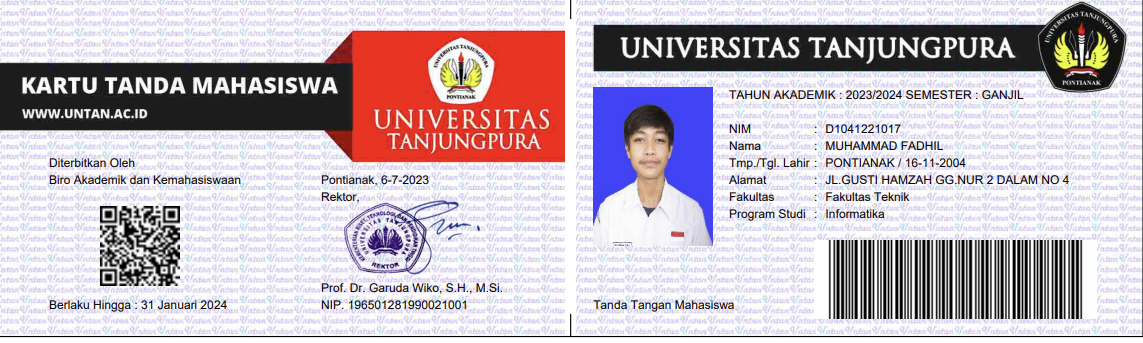 KARTU TANDA MAHASISWA
WWW.UNTAN.AC.ID
PONTIANAK
UNIVERSITAS
TANJUNGPURA
Diterbitkan Oleh
Biro Akademik dan Kemahasiswaan
Pontianak, 6-7-2023
Rektor,
REKTOR
Prof. Dr. Garuda Wiko, S.H., M.Si.
NIP. 196501281990021001
Berlaku Hingga : 31 Januari 2024
UNIVERSITAS TANJUNGPURA
UNIVERSITAS TANJUNGPURA
PONTIANAK
TAHUN AKADEMIK : 2023/2024 SEMESTER : GANJIL
NIM : D1041221017
Nama : MUHAMMAD FADHIL
Tmp./Tgl. Lahir : PONTIANAK / 16-11-2004
Alamat : JL.GUSTI HAMZAH GG.NUR 2 DALAM NO 4
Fakultas : Fakultas Teknik
Program Studi : Informatika
Tanda Tangan Mahasiswa